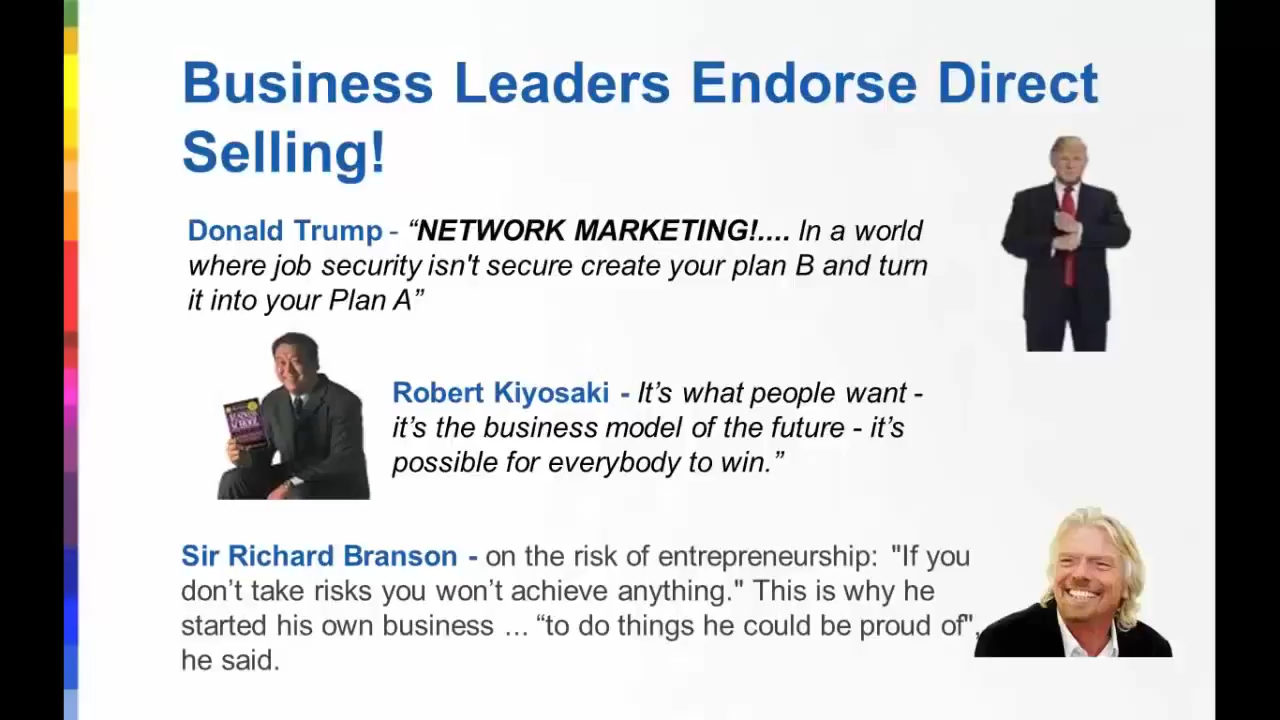 Business Leaders Endorse Direct
Selling!
Donald Trump - “NETWORK MARKETING!.... In a world
where job security isn't secure create your plan B and turn
it into your Plan A”
Robert Kiyosaki - It’s what people want -
it’s the business model of the future - it’s
possible for everybody to win.”
Sir Richard Branson - on the risk of entrepreneurship: "If you
don’t take risks you won’t achieve anything." This is why he
started his own business ... “to do things he could be proud of",
he said.